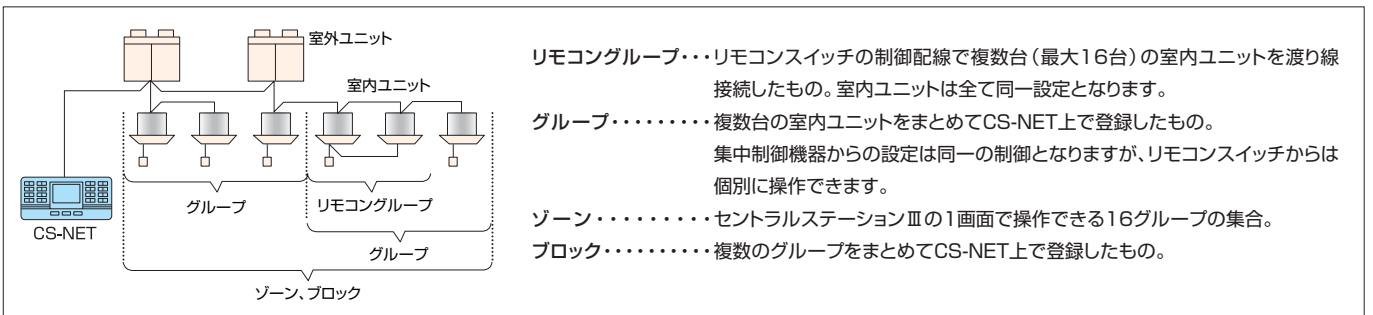 室外ユニット
室内ユニット
グループ
リモコングループ
CS-NET
グループ
ゾーン、ブロック
リモコングループ・・・リモコンスイッチの制御配線で複数台(最大16台)の室内ユニットを渡り線
接続したもの。室内ユニットは全て同一設定となります。
グループ・・・・・・・・・複数台の室内ユニットをまとめてCS-NET上で登録したもの。
集中制御機器からの設定は同一の制御となりますが、リモコンスイッチからは
個別に操作できます。
ゾーン・・・・・・・・・・セントラルステーションⅢの1画面で操作できる16グループの集合。
ブロック・・・・・・・・・・複数のグループをまとめてCS-NET上で登録したもの。